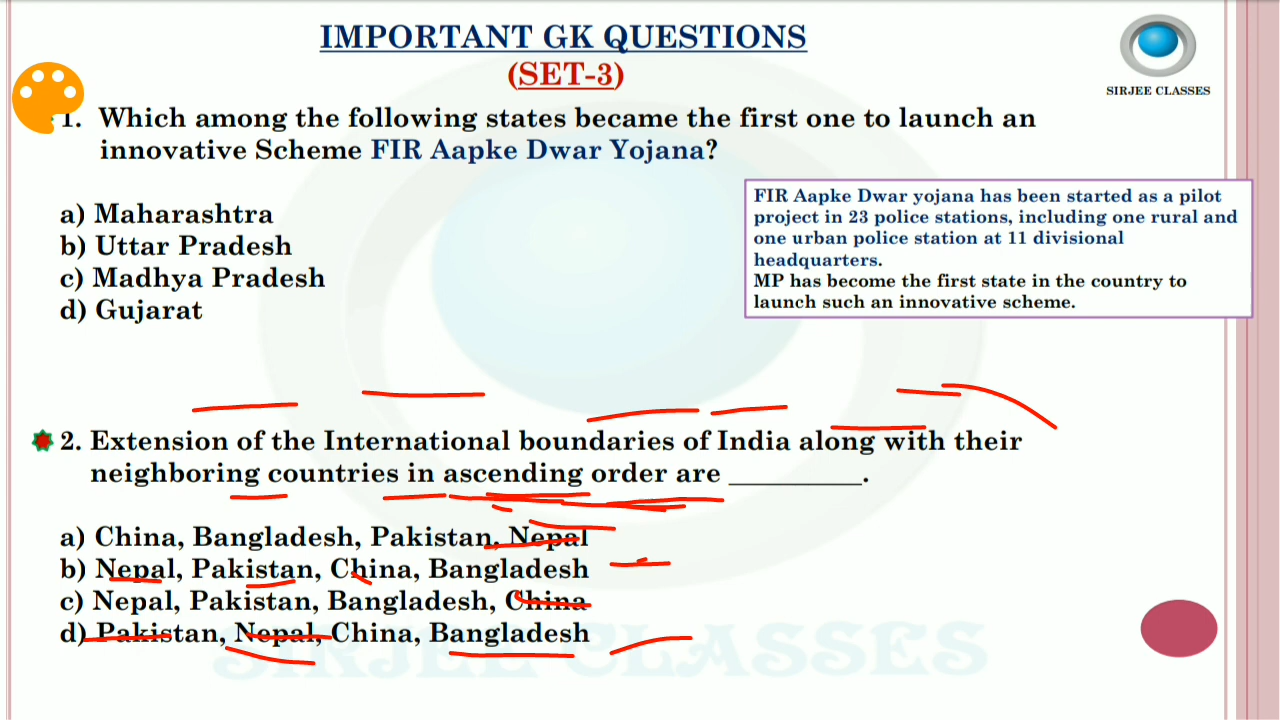 IMPORTANT GK QUESTIONS
(SET-3)
SIRJEE CLASSES
1. Which among the following states became the first one to launch an
innovative Scheme FIR Aapke Dwar Yojana?
a) Maharashtra
b) Uttar Pradesh
c) Madhya Pradesh
d) Gujarat
FIR Aapke Dwar yojana has been started as a pilot
project in 23 police stations, including one rural and
one urban police station at 11 divisional
headquarters.
MP has become the first state in the country to
launch such an innovative scheme.
2. Extension of the International boundaries of India along with their
neighboring countries in ascending order are __________.
a) China, Bangladesh, Pakistan, Nepal
b) Nepal, Pakistan, China, Bangladesh
c) Nepal, Pakistan, Bangladesh, China
d) Pakistan, Nepal, China, Bangladesh
SIRJEE CLASSES